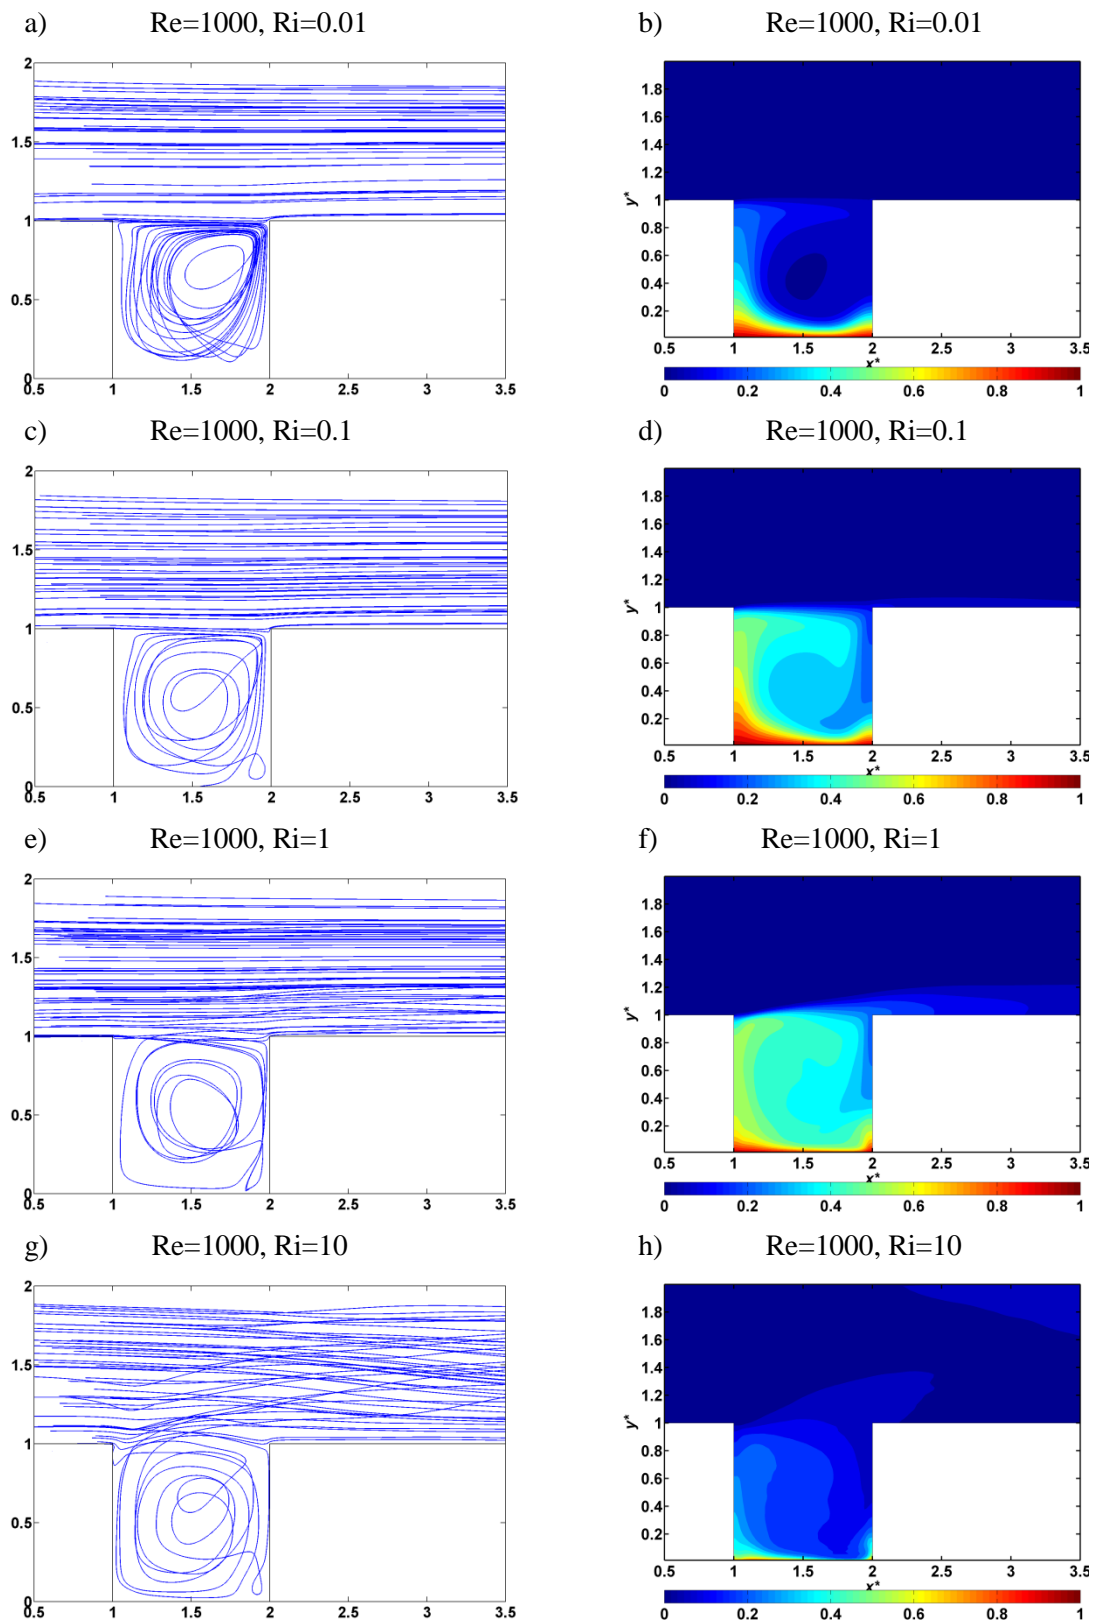 a) Re=1000, Ri=0.01
b) Re=1000, Ri=0.01
2
1.5
1
0.5
0
0.5 1 1.5 2 2.5 3 3.5
y*
1.8
1.6
1.4
1.2
1
0.8
0.6
0.4
0.2
0.5 1 1.5 2 2.5 3 3.5
x*
0 0.2 0.4 0.6 0.8 1
c) Re=1000, Ri=0.1
d) Re=1000, Ri=0.1
2
1.5
1
0.5
0
0.5 1 1.5 2 2.5 3 3.5
y*
1.8
1.6
1.4
1.2
1
0.8
0.6
0.4
0.2
0.5 1 1.5 2 2.5 3 3.5
x*
0 0.2 0.4 0.6 0.8 1
e) Re=1000, Ri=1
f) Re=1000, Ri=1
2
1.5
1
0.5
0
0.5 1 1.5 2 2.5 3 3.5
y*
1.8
1.6
1.4
1.2
1
0.8
0.6
0.4
0.2
0.5 1 1.5 2 2.5 3 3.5
x*
0 0.2 0.4 0.6 0.8 1
g) Re=1000, Ri=10
h) Re=1000, Ri=10
2
1.5
1
0.5
0
0.5 1 1.5 2 2.5 3 3.5
y*
1.8
1.6
1.4
1.2
1
0.8
0.6
0.4
0.2
0.5 1 1.5 2 2.5 3 3.5
x*
0 0.2 0.4 0.6 0.8 1